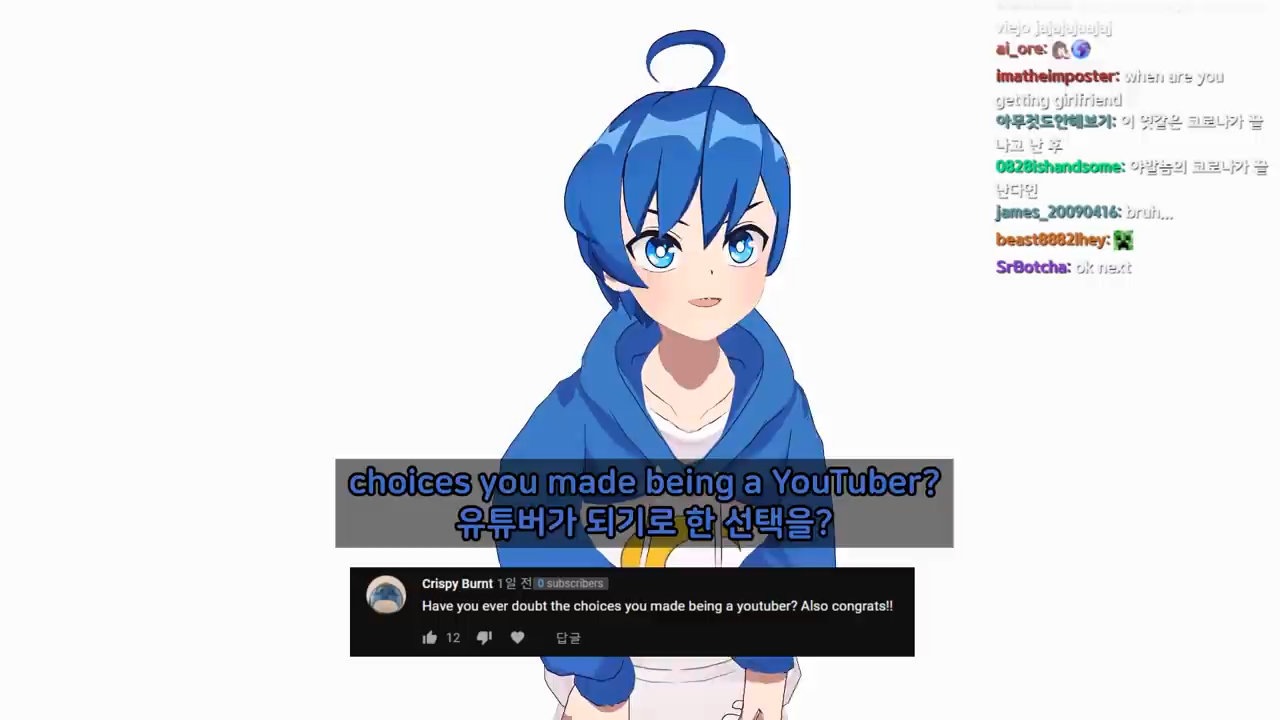 viejo jajajajaajaj
ai_ore:
imatheimposter: when are you
getting girlfriend
아무것도안해보기: 이 엿같은 코로나가 끝
나고 난 후
0828ishandsome: 야발놈의 코로나가 끝
난다면
james_20090416: bruh...
beast8882lhey:
SrBotcha: ok next
choices you made being a YouTuber?
유튜버가 되기로 한 선택을?
Crispy Burnt 1일 전 0 subscribers
Have you ever doubt the choices you made being a youtuber? Also congrats!!
12 답글